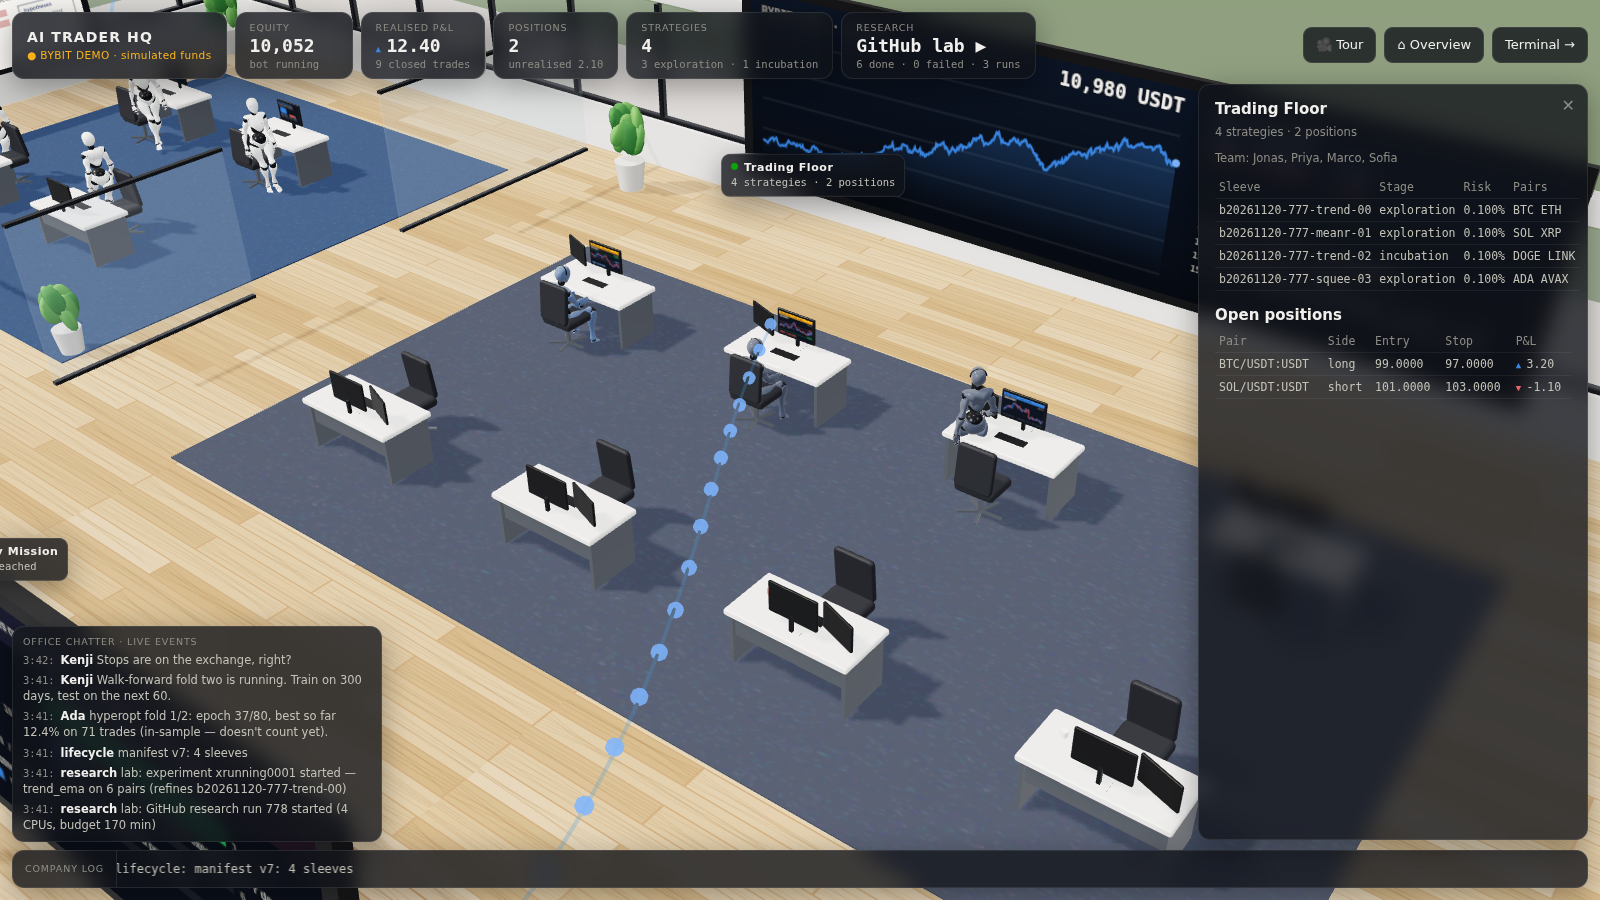 hypotheses
AI TRADER HQ
● BYBIT DEMO · simulated funds
EQUITY
10,052
bot running
REALISED P&L
▲ 12.40
9 closed trades
POSITIONS
2
unrealised 2.10
STRATEGIES
4
3 exploration · 1 incubation
RESEARCH
GitHub lab ▶
6 done · 0 failed · 3 runs
Tour
⌂ Overview
Terminal →
10,980 USDT
Trading Floor
4 strategies · 2 positions
Trading Floor
✕
4 strategies · 2 positions
Team: Jonas, Priya, Marco, Sofia
Sleeve Stage Risk Pairs
b20261120-777-trend-00 exploration 0.100% BTC ETH
b20261120-777-meanr-01 exploration 0.100% SOL XRP
b20261120-777-trend-02 incubation 0.100% DOGE LINK
b20261120-777-squee-03 exploration 0.100% ADA AVAX
Open positions
Pair Side Entry Stop P&L
BTC/USDT:USDT long 99.0000 97.0000 ▲ 3.20
SOL/USDT:USDT short 101.0000 103.0000 ▼ -1.10
y Mission
eached
OFFICE CHATTER · LIVE EVENTS
3:42: Kenji Stops are on the exchange, right?
3:41: Kenji Walk-forward fold two is running. Train on 300
days, test on the next 60.
3:41: Ada hyperopt fold 1/2: epoch 37/80, best so far
12.4% on 71 trades (in-sample — doesn't count yet).
3:41: lifecycle manifest v7: 4 sleeves
3:41: research lab: experiment xrunning0001 started —
trend_ema on 6 pairs (refines b20261120-777-trend-00)
3:41: research lab: GitHub research run 778 started (4
CPUs, budget 170 min)
COMPANY LOG
lifecycle: manifest v7: 4 sleeves